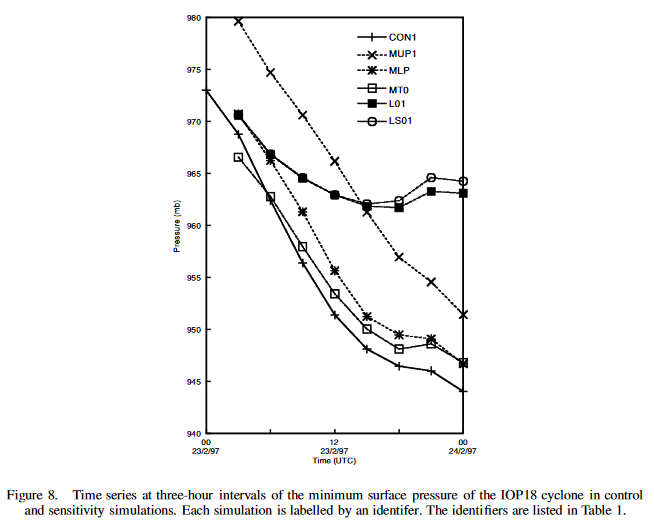 980
975
970
965
960
955
950
945
940
Pressure (mb)
CON1
MUP1
MLP
MT0
L01
LS01
00
23/2/97
12
23/2/97
00
24/2/97
Time (UTC)
Figure 8. Time series at three-hour intervals of the minimum surface pressure of the IOP18 cyclone in control
and sensitivity simulations. Each simulation is labelled by an identifer. The identifiers are listed in Table 1.